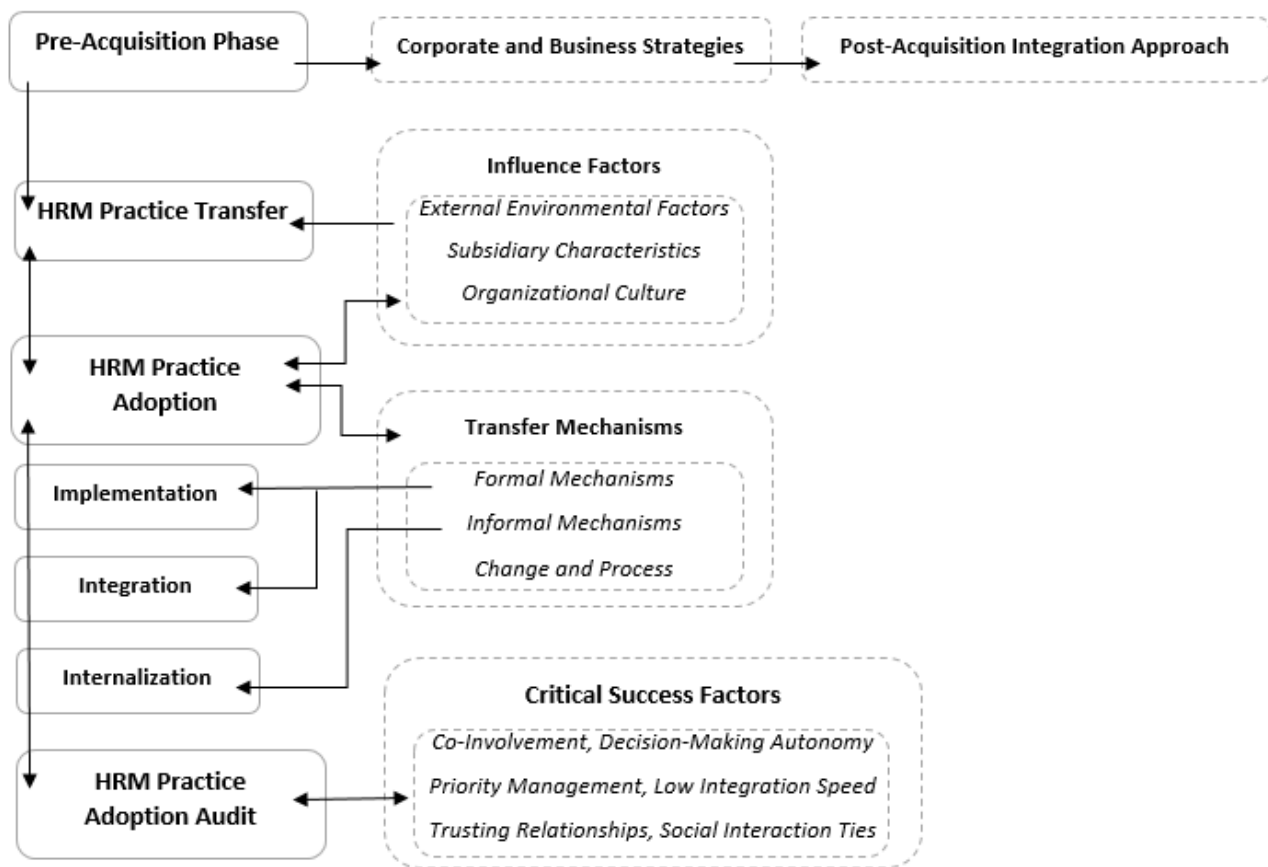 Pre-Acquisition Phase
Corporate and Business Strategies
Post-Acquisition Integration Approach
Influence Factors
HRM Practice Transfer
External Environmental Factors
Subsidiary Characteristics
Organizational Culture
HRM Practice
Adoption
Transfer Mechanisms
Implementation
Formal Mechanisms
Informal Mechanisms
Change and Process
Integration
Internalization
Critical Success Factors
Co-Involvement, Decision-Making Autonomy
Priority Management, Low Integration Speed
Trusting Relationships, Social Interaction Ties
HRM Practice
Adoption Audit